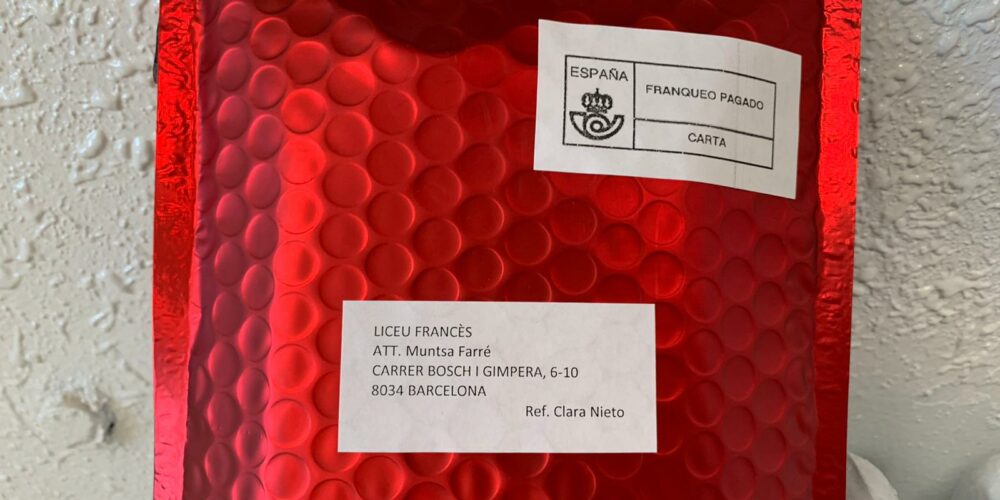 ESPAÑA
FRANQUEO PAGADO
CARTA
LICEU FRANCÈS
ATT. Muntsa Farré
CARRER BOSCH I GIMPERA, 6-10
8034 BARCELONA
Ref. Clara Nieto